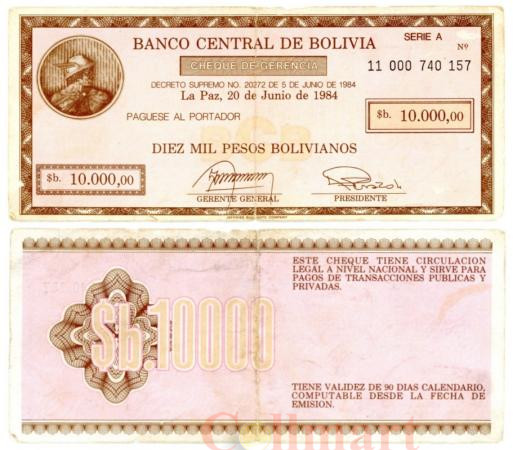 BANCO CENTRAL DE BOLIVIA
SERIE A
Nº
CHEQUE DE GERENCIA
11 000 740 157
DECRETO SUPREMO NO. 20272 DE 5 DE JUNIO DE 1984
La Paz, 20 de Junio de 1984
PAGUESE AL PORTADOR
$b. 10.000,00
BCB
DIEZ MIL PESOS BOLIVIANOS
$b. 10.000,00
GERENTE GENERAL
PRESIDENTE
ESTE CHEQUE TIENE CIRCULACION
LEGAL A NIVEL NACIONAL Y SIRVE PARA
PAGOS DE TRANSACCIONES PUBLICAS Y
PRIVADAS.
$b.10000
TIENE VALIDEZ DE 90 DIAS CALENDARIO,
COMPUTABLE DESDE LA FECHA DE
EMISION.
Collmart